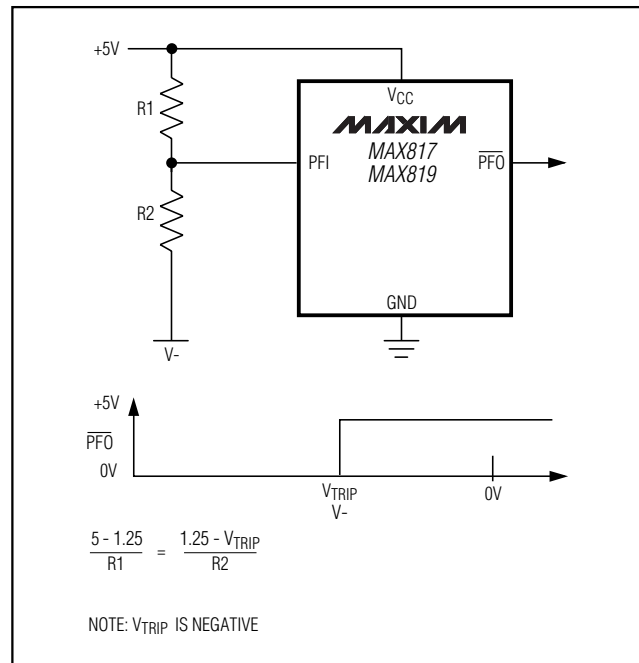 +5V
R1
VCC
MAXIM
MAX817
MAX819
PFI
PFO
R2
GND
V-
+5V
PFO
0V
VTRIP
V-
0V
5 - 1.25
R1
=
1.25 - VTRIP
R2
NOTE: VTRIP IS NEGATIVE